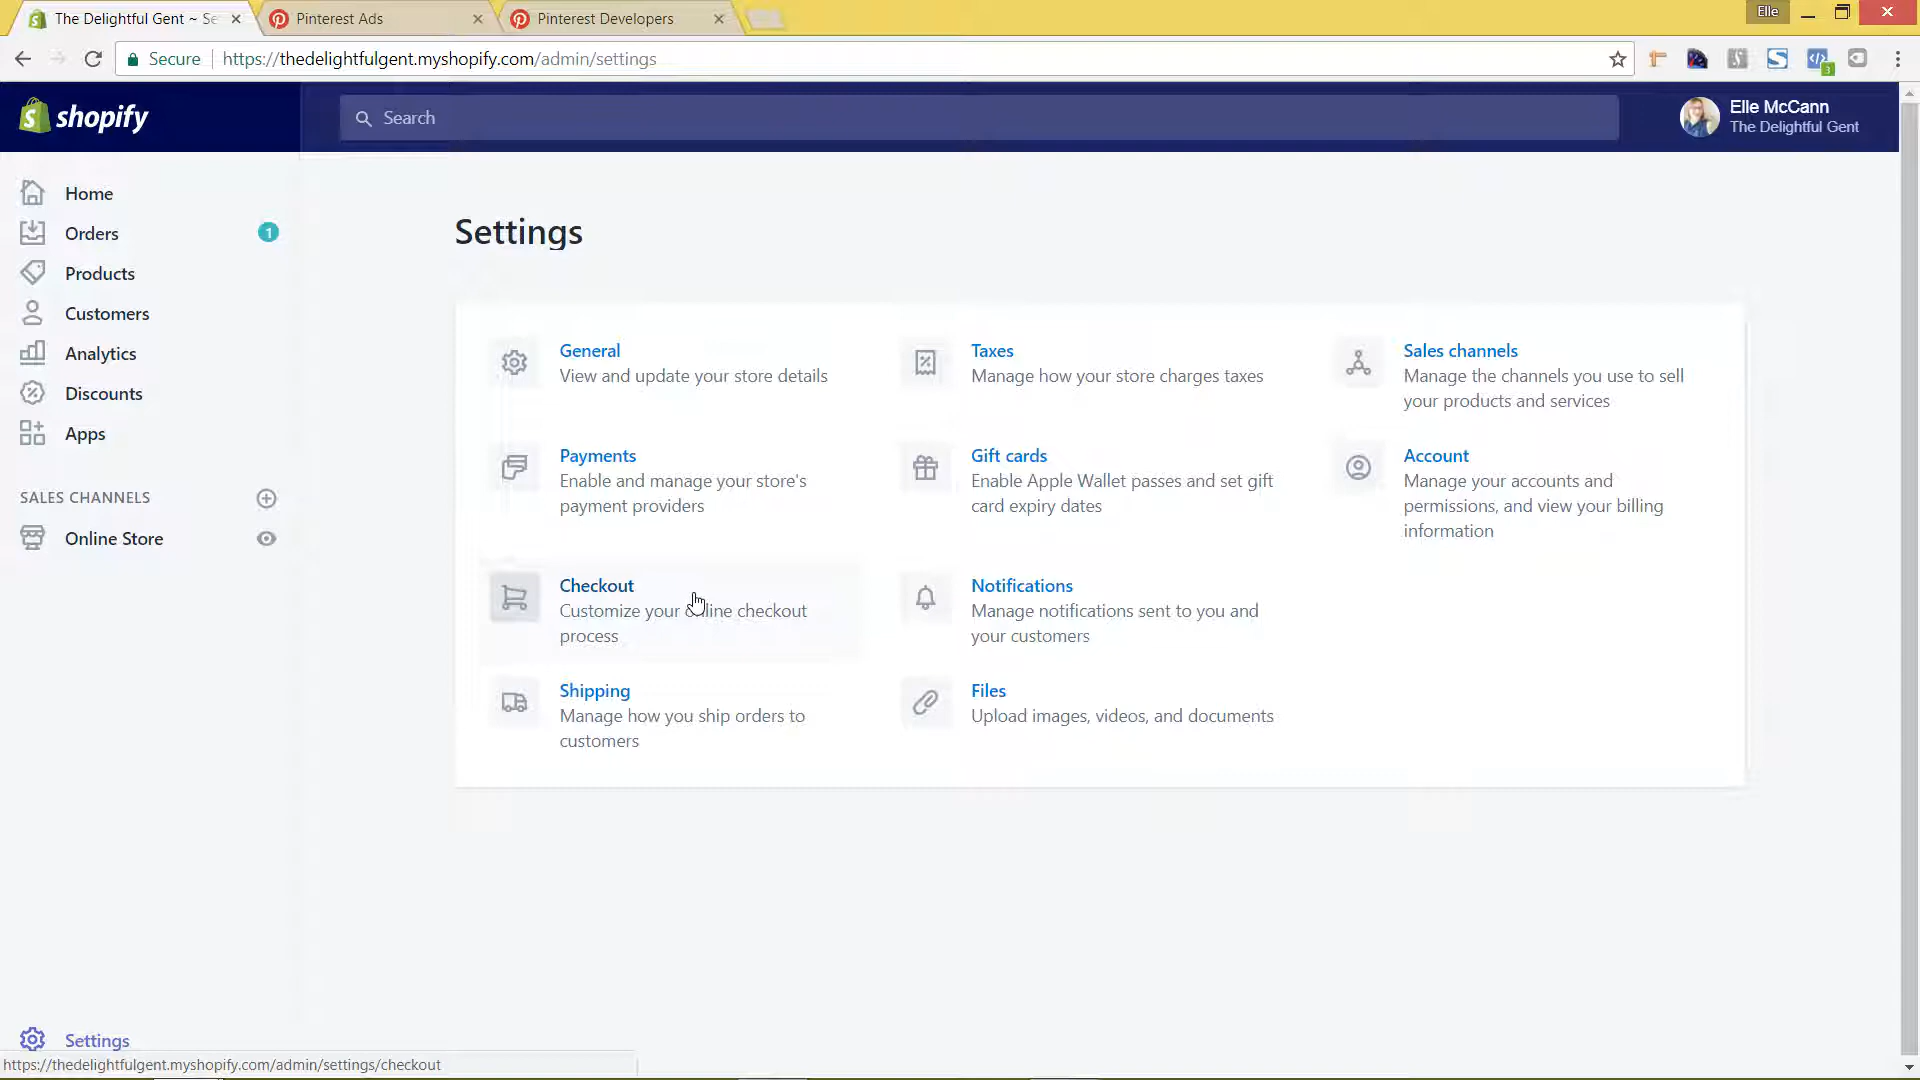 The Delightful Gent ~ Se
Pinterest Ads
Pinterest Developers
Elle
Secure
https://thedelightfulgent.myshopify.com/admin/settings
3
shopify
Search
Elle McCann
The Delightful Gent
Home
Orders
1
Products
Customers
Analytics
Discounts
Apps
SALES CHANNELS
Online Store
Settings
Settings
General
View and update your store details
Taxes
Manage how your store charges taxes
Sales channels
Manage the channels you use to sell
your products and services
Payments
Enable and manage your store's
payment providers
Gift cards
Enable Apple Wallet passes and set gift
card expiry dates
Account
Manage your accounts and
permissions, and view your billing
information
Checkout
Customize your online checkout
process
Notifications
Manage notifications sent to you and
your customers
Shipping
Manage how you ship orders to
customers
Files
Upload images, videos, and documents
https://thedelightfulgent.myshopify.com/admin/settings/checkout